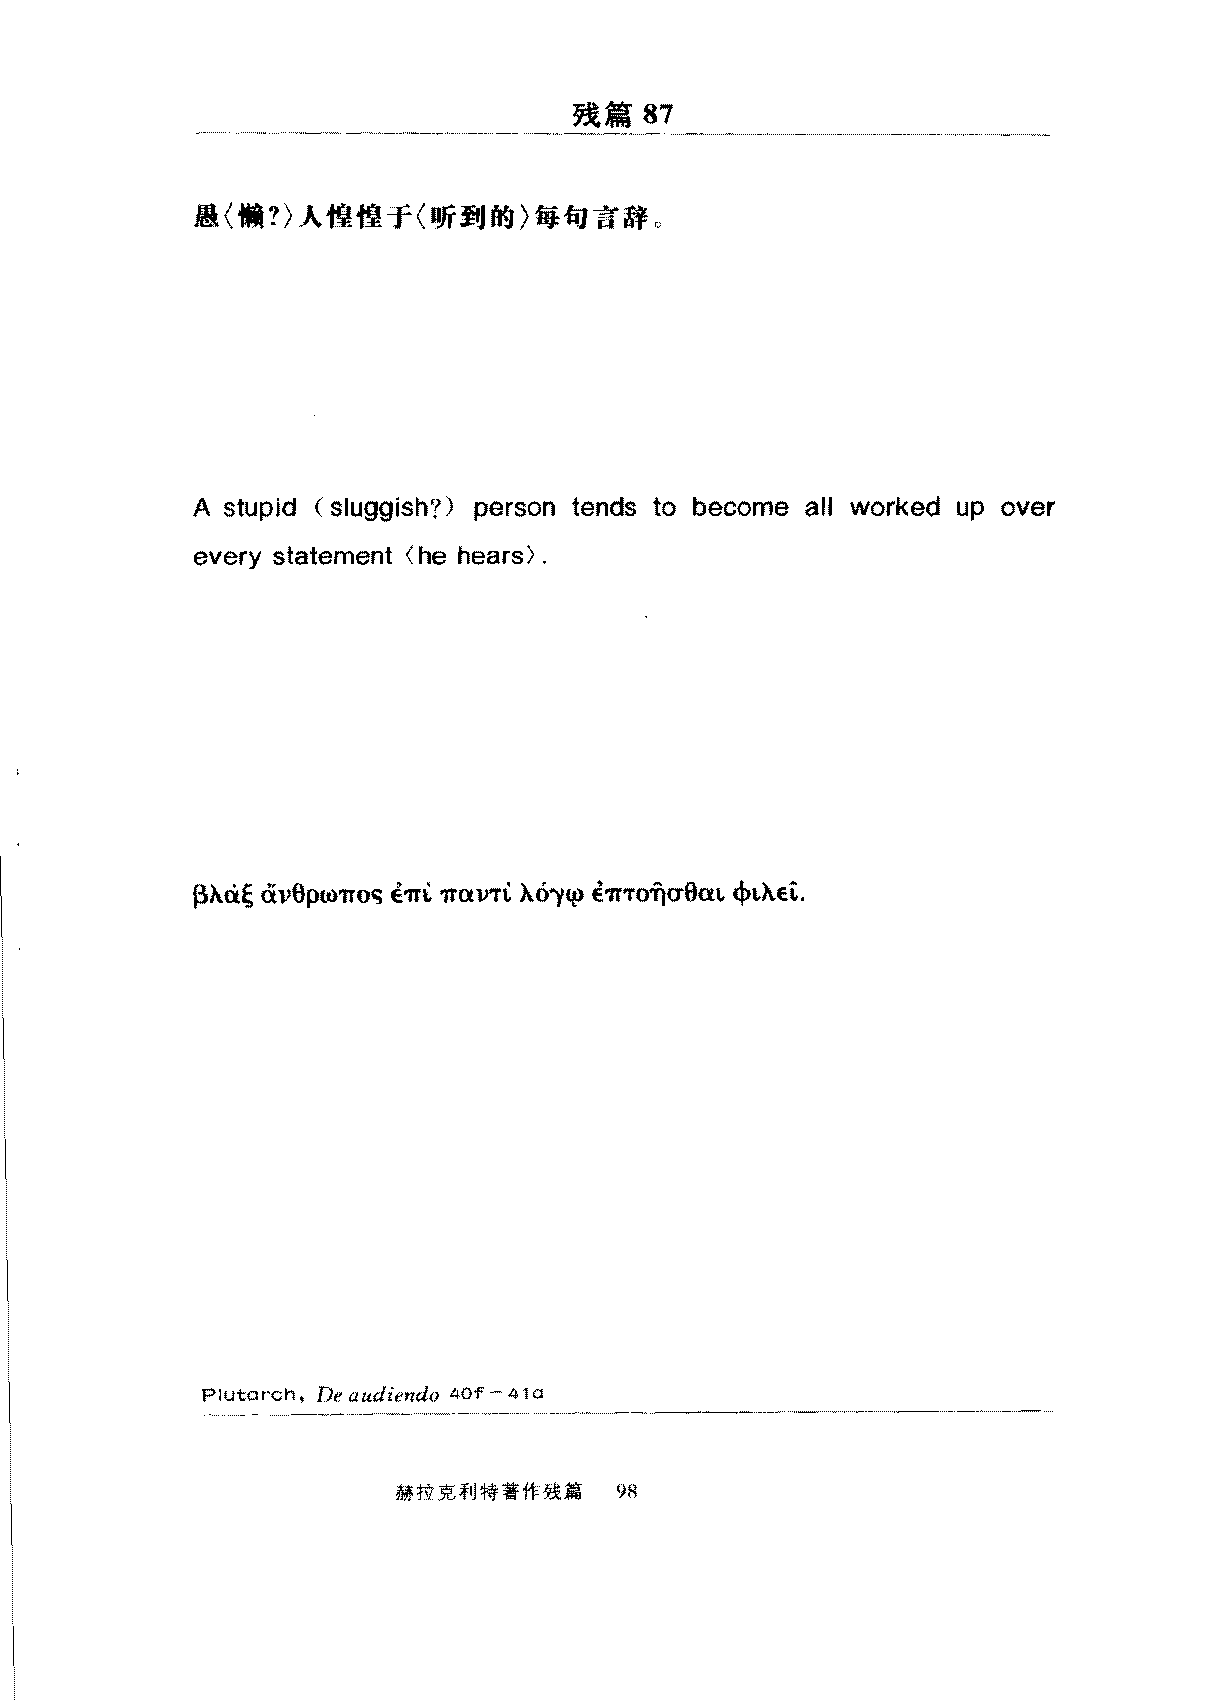 残篇 87
愚〈懒?〉人惶惶于〈听到的〉每句言辞。
A stupid (sluggish?) person tends to become all worked up over
every statement 〈he hears〉.
βλὰξ ἄνθρωπος ἐπὶ παντὶ λόγῳ ἐπτοῆσθαι φιλεῖ.
Plutarch, De audiendo 40f－41a
赫拉克利特著作残篇 98